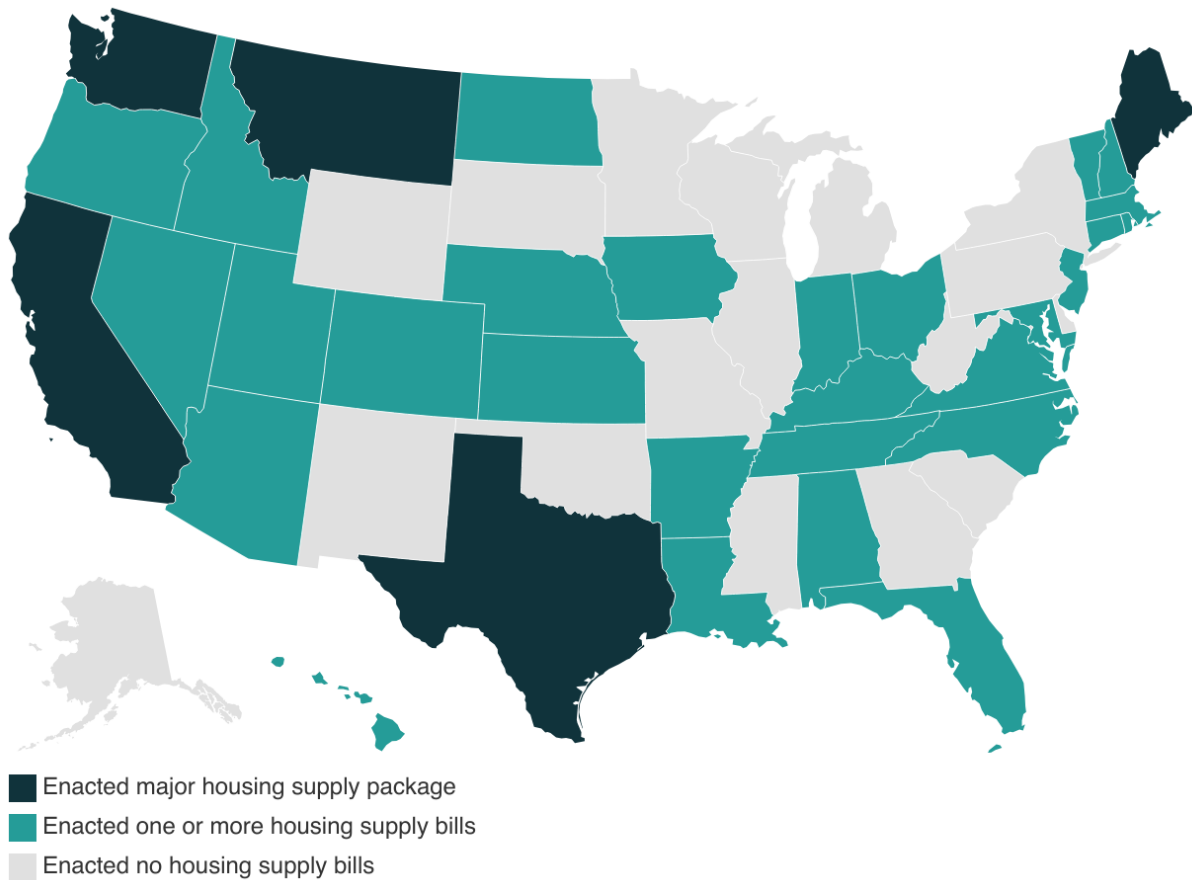 Enacted major housing supply package
Enacted one or more housing supply bills
Enacted no housing supply bills